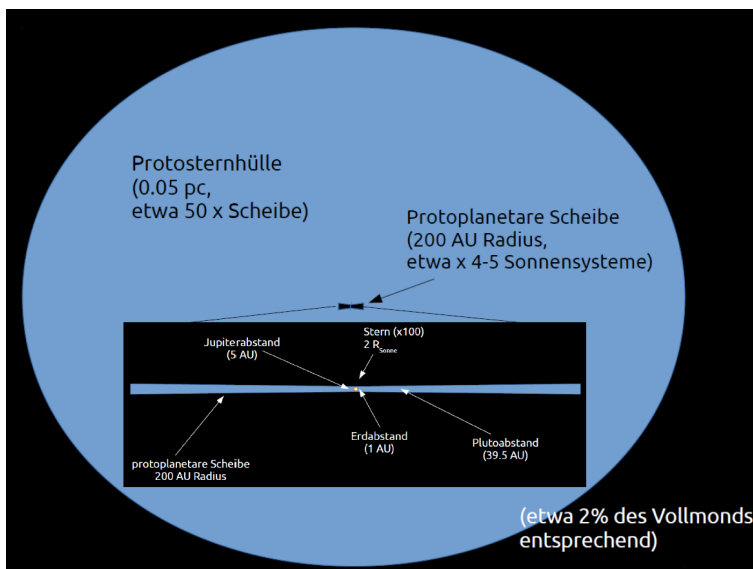 Protosternhülle
(0.05 pc,
etwa 50 x Scheibe)
Protoplanetare Scheibe
(200 AU Radius,
etwa x 4-5 Sonnensysteme)
Stern (x100)
2 R Sonne
Jupiterabstand
(5 AU)
Erdabstand
(1 AU)
Plutoabstand
(39.5 AU)
protoplanetare Scheibe
200 AU Radius
(etwa 2% des Vollmonds
entsprechend)